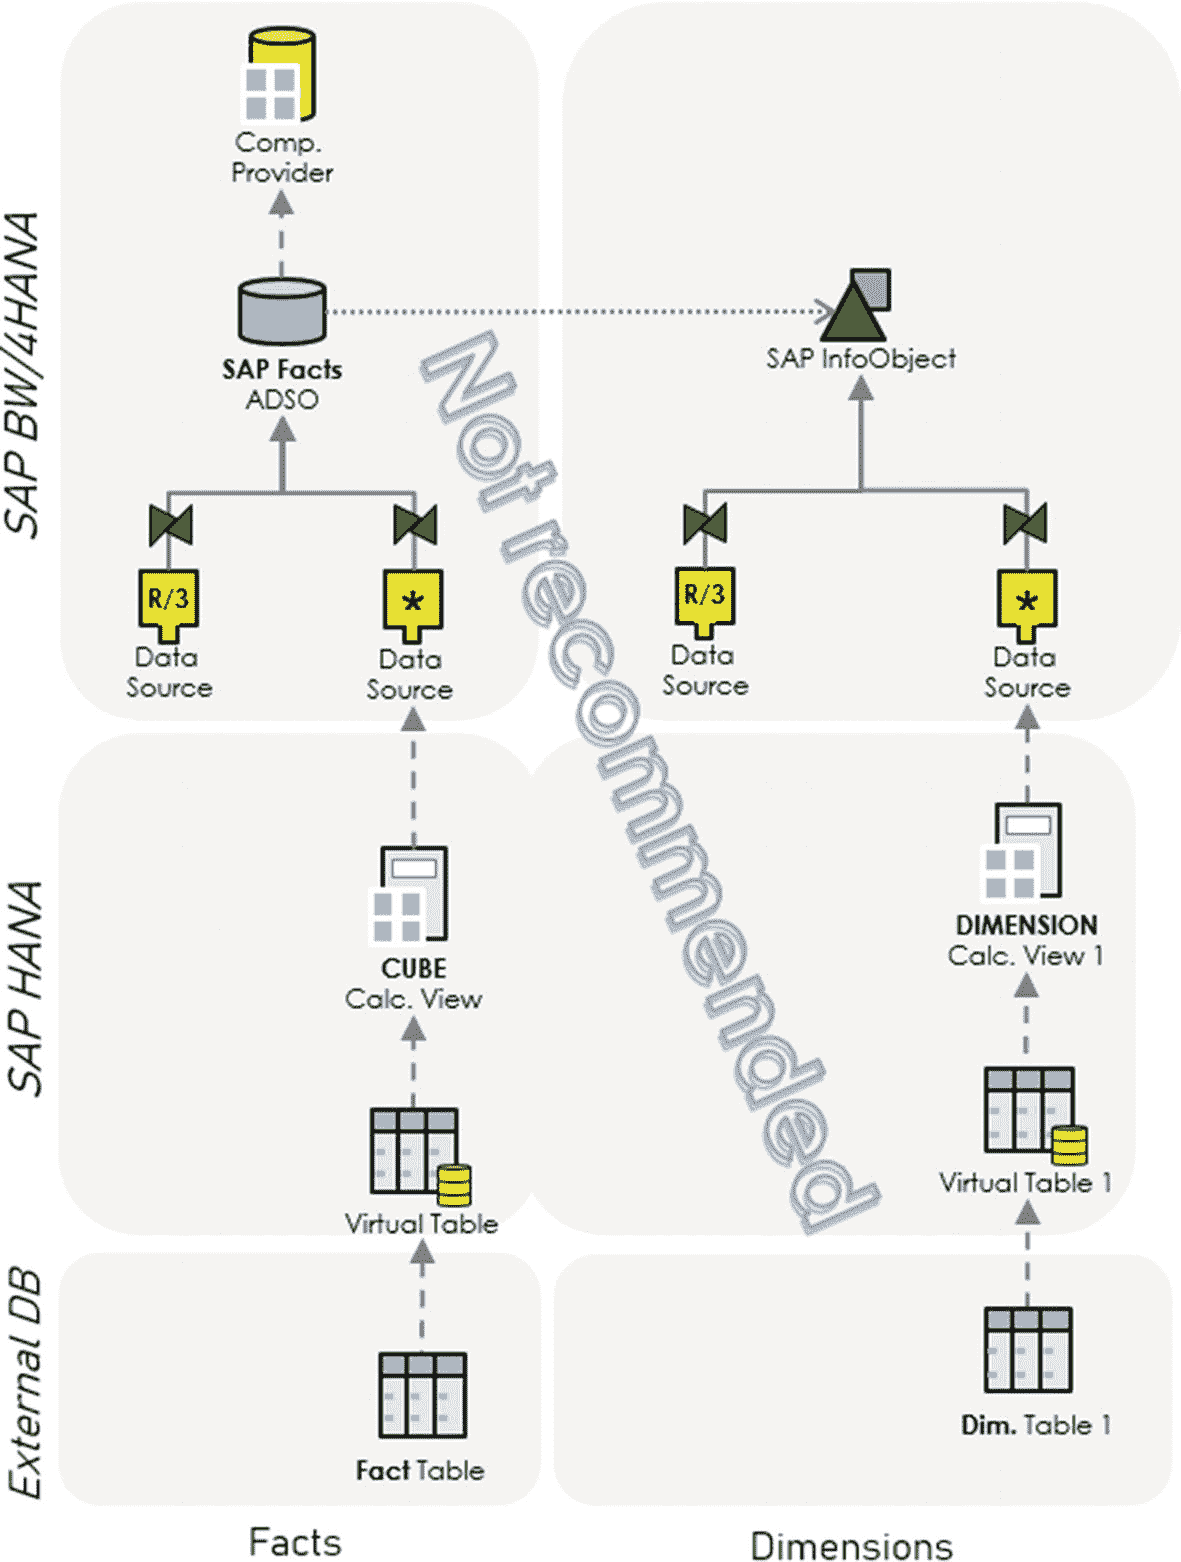 Comp.
Provider
SAP BW/4HANA
SAP Facts
ADSO
SAP InfoObject
Not recommended
R/3
*
R/3
*
Data
Source
Data
Source
Data
Source
Data
Source
SAP HANA
CUBE
Calc. View
DIMENSION
Calc. View 1
Virtual Table
Virtual Table 1
External DB
Fact Table
Dim. Table 1
Facts
Dimensions